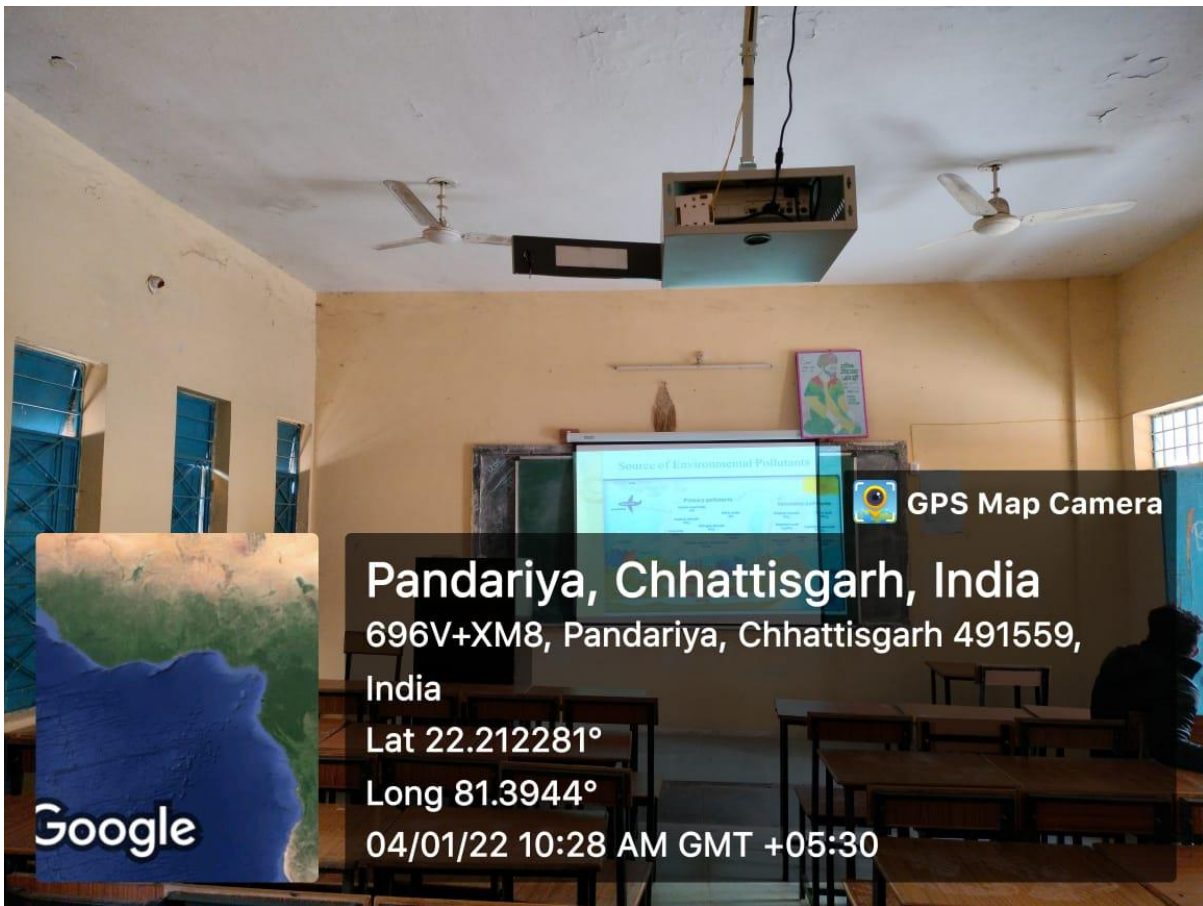 Source of Environmental Pollutants
Primary pollutants
GPS Map Camera
Pandariya, Chhattisgarh, India
696V+XM8, Pandariya, Chhattisgarh 491559,
India
Lat 22.212281°
Long 81.3944°
04/01/22 10:28 AM GMT +05:30
Google